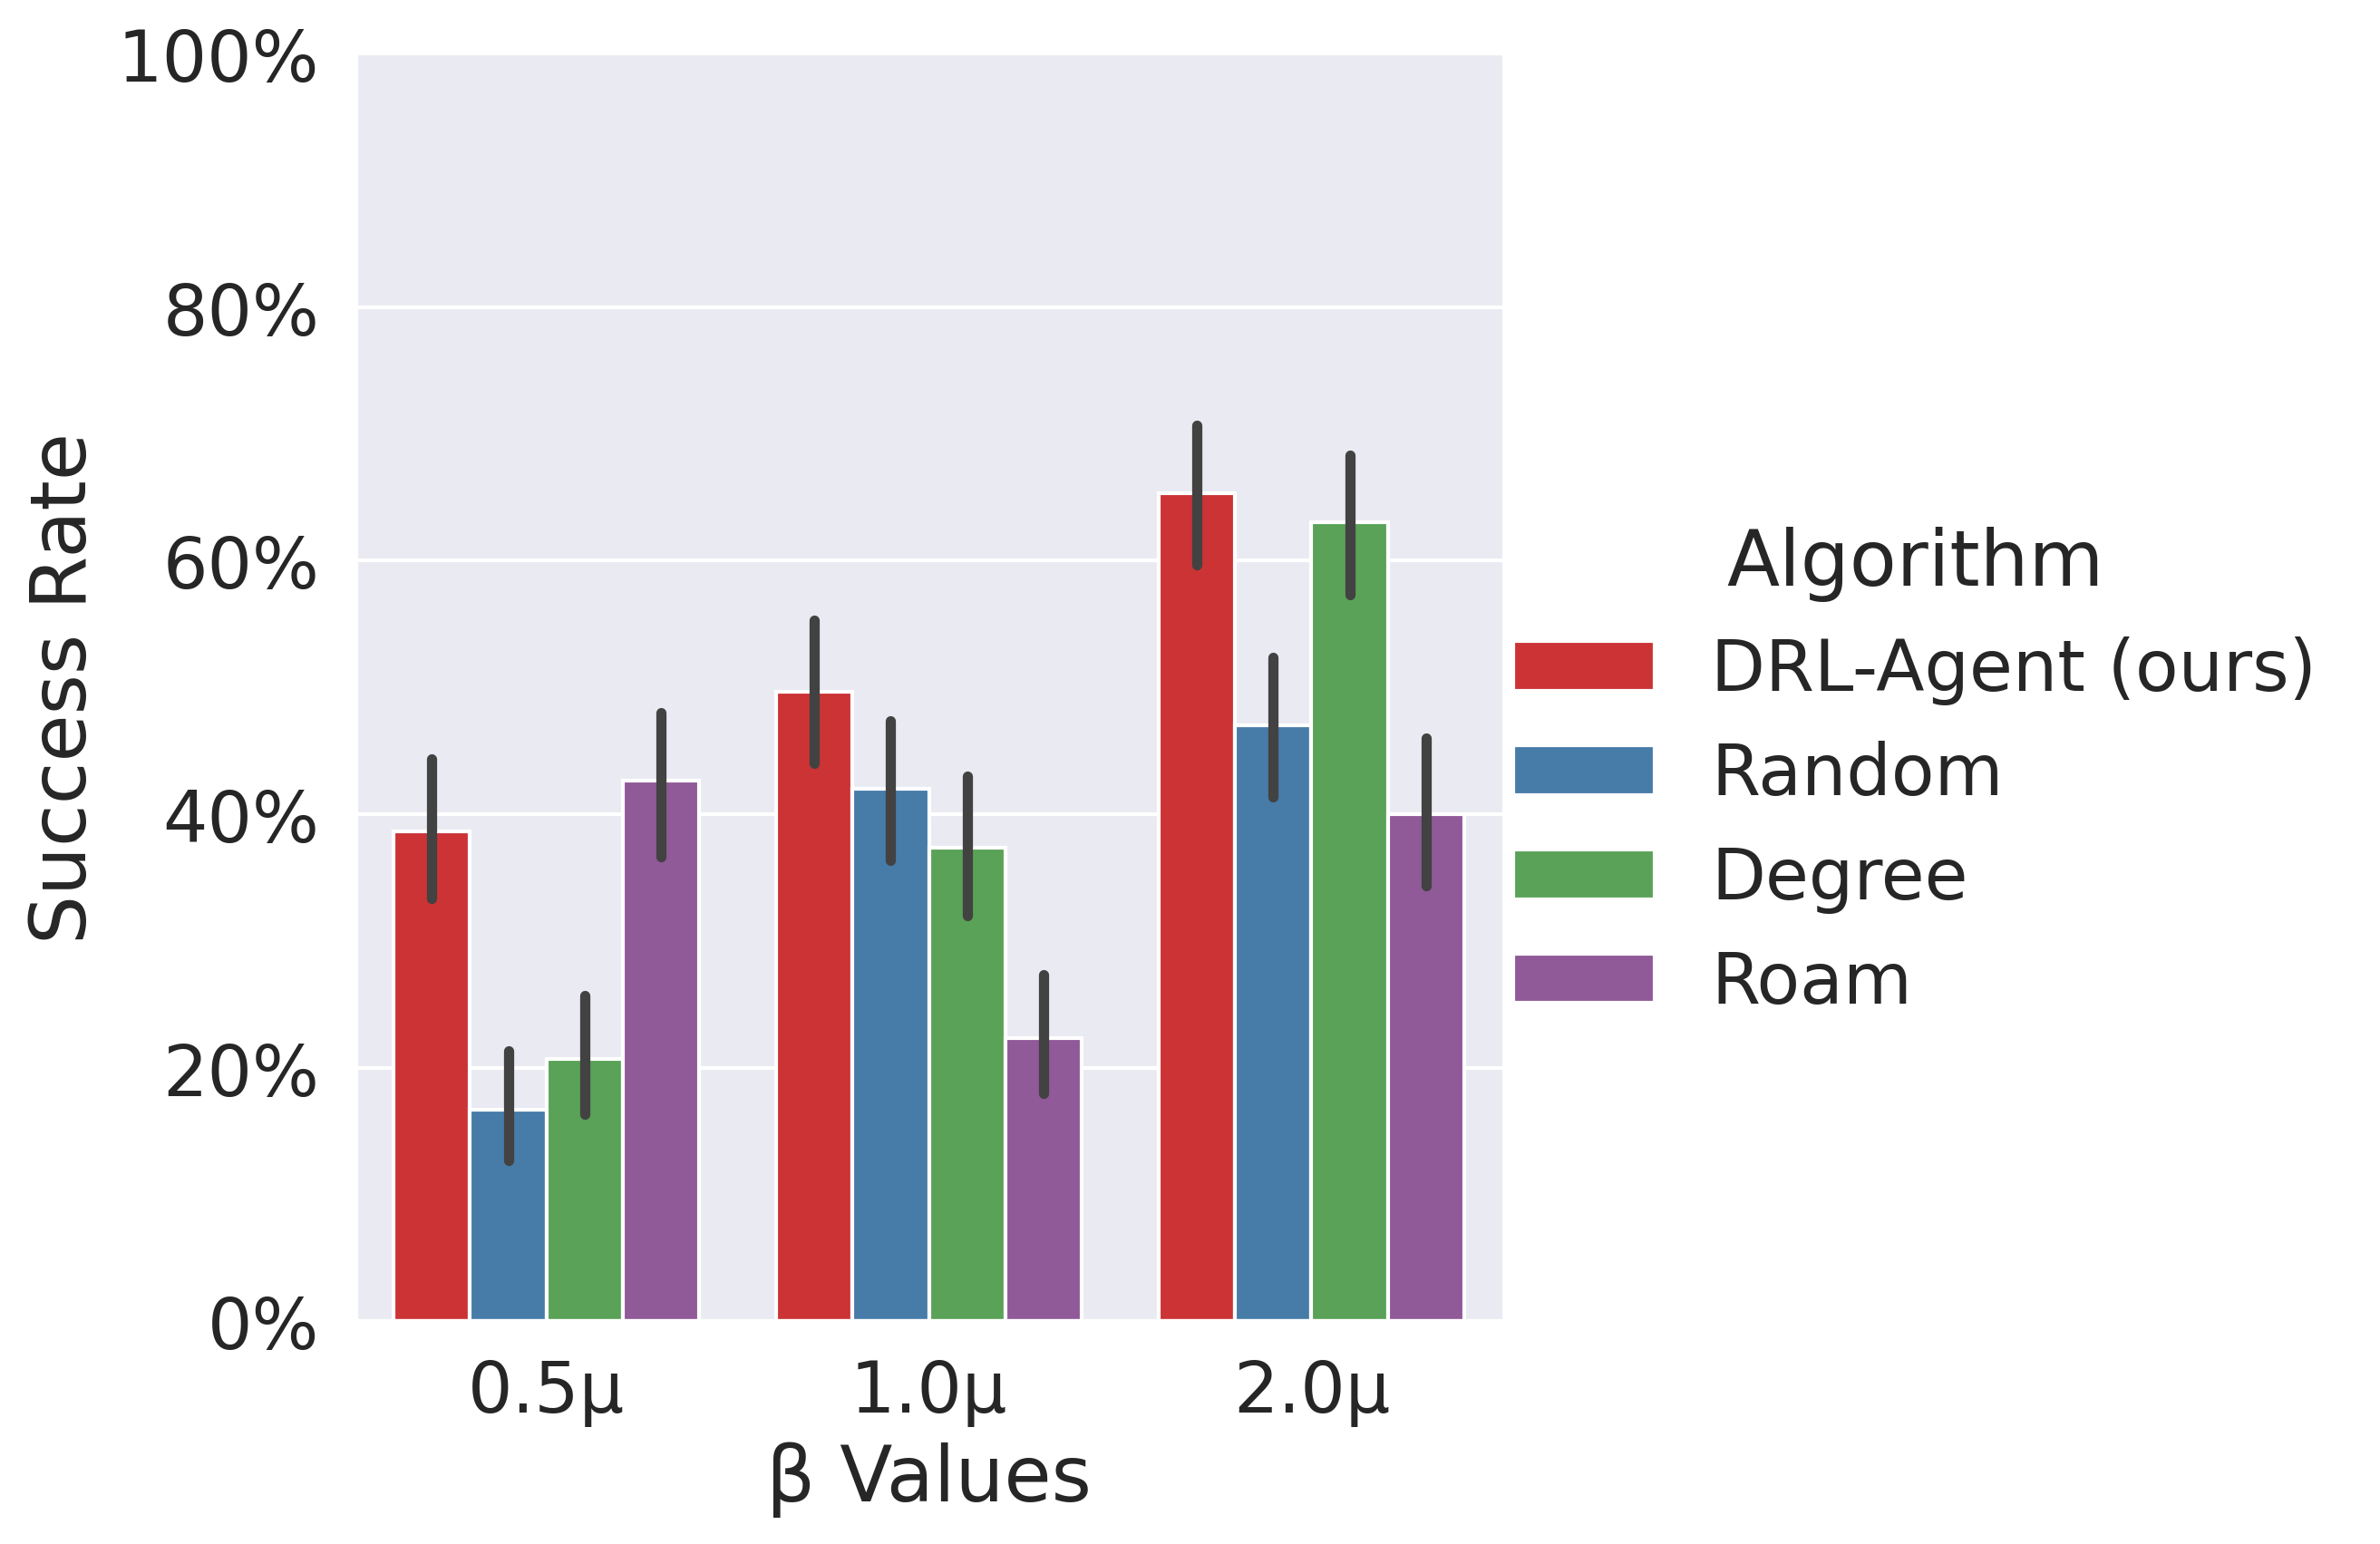 100%
80%
60%
40%
20%
0%
Success Rate
0.5μ 1.0μ 2.0μ
β Values
Algorithm
DRL-Agent (ours)
Random
Degree
Roam